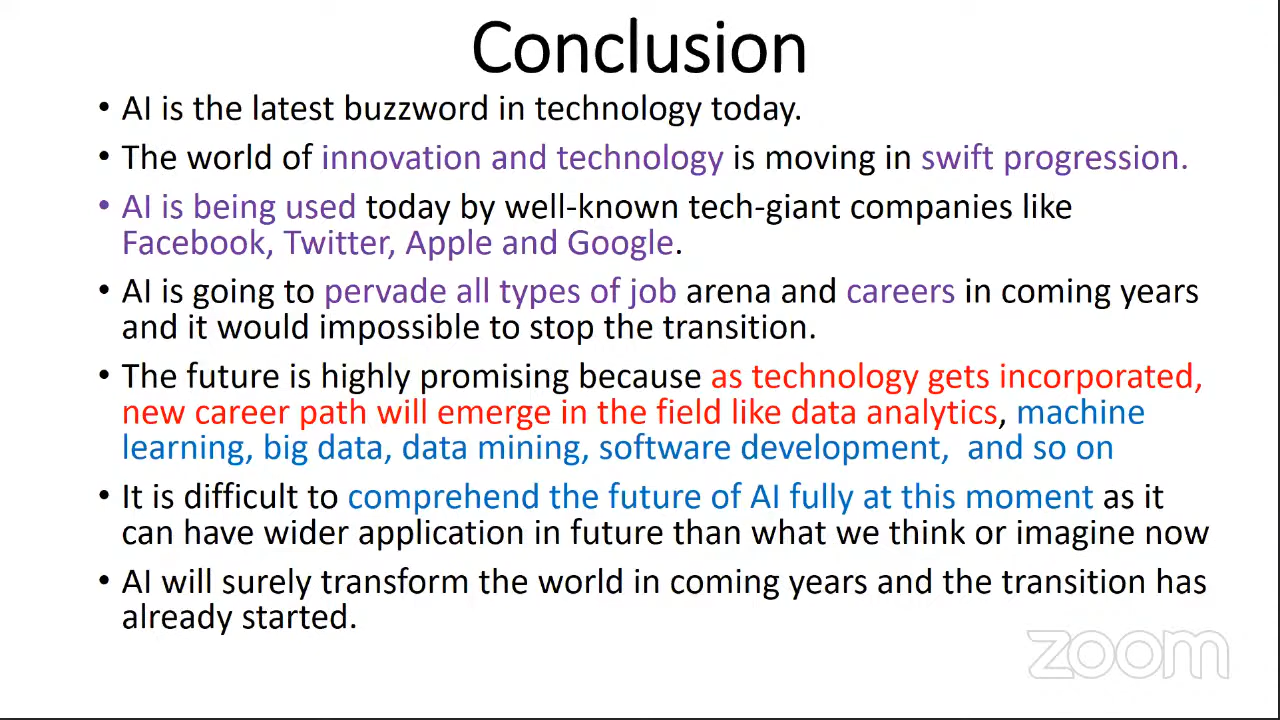 Conclusion
• AI is the latest buzzword in technology today.
• The world of innovation and technology is moving in swift progression.
• AI is being used today by well-known tech-giant companies like
Facebook, Twitter, Apple and Google.
• AI is going to pervade all types of job arena and careers in coming years
and it would impossible to stop the transition.
• The future is highly promising because as technology gets incorporated,
new career path will emerge in the field like data analytics, machine
learning, big data, data mining, software development,  and so on
• It is difficult to comprehend the future of AI fully at this moment as it
can have wider application in future than what we think or imagine now
• AI will surely transform the world in coming years and the transition has
already started.
zoom